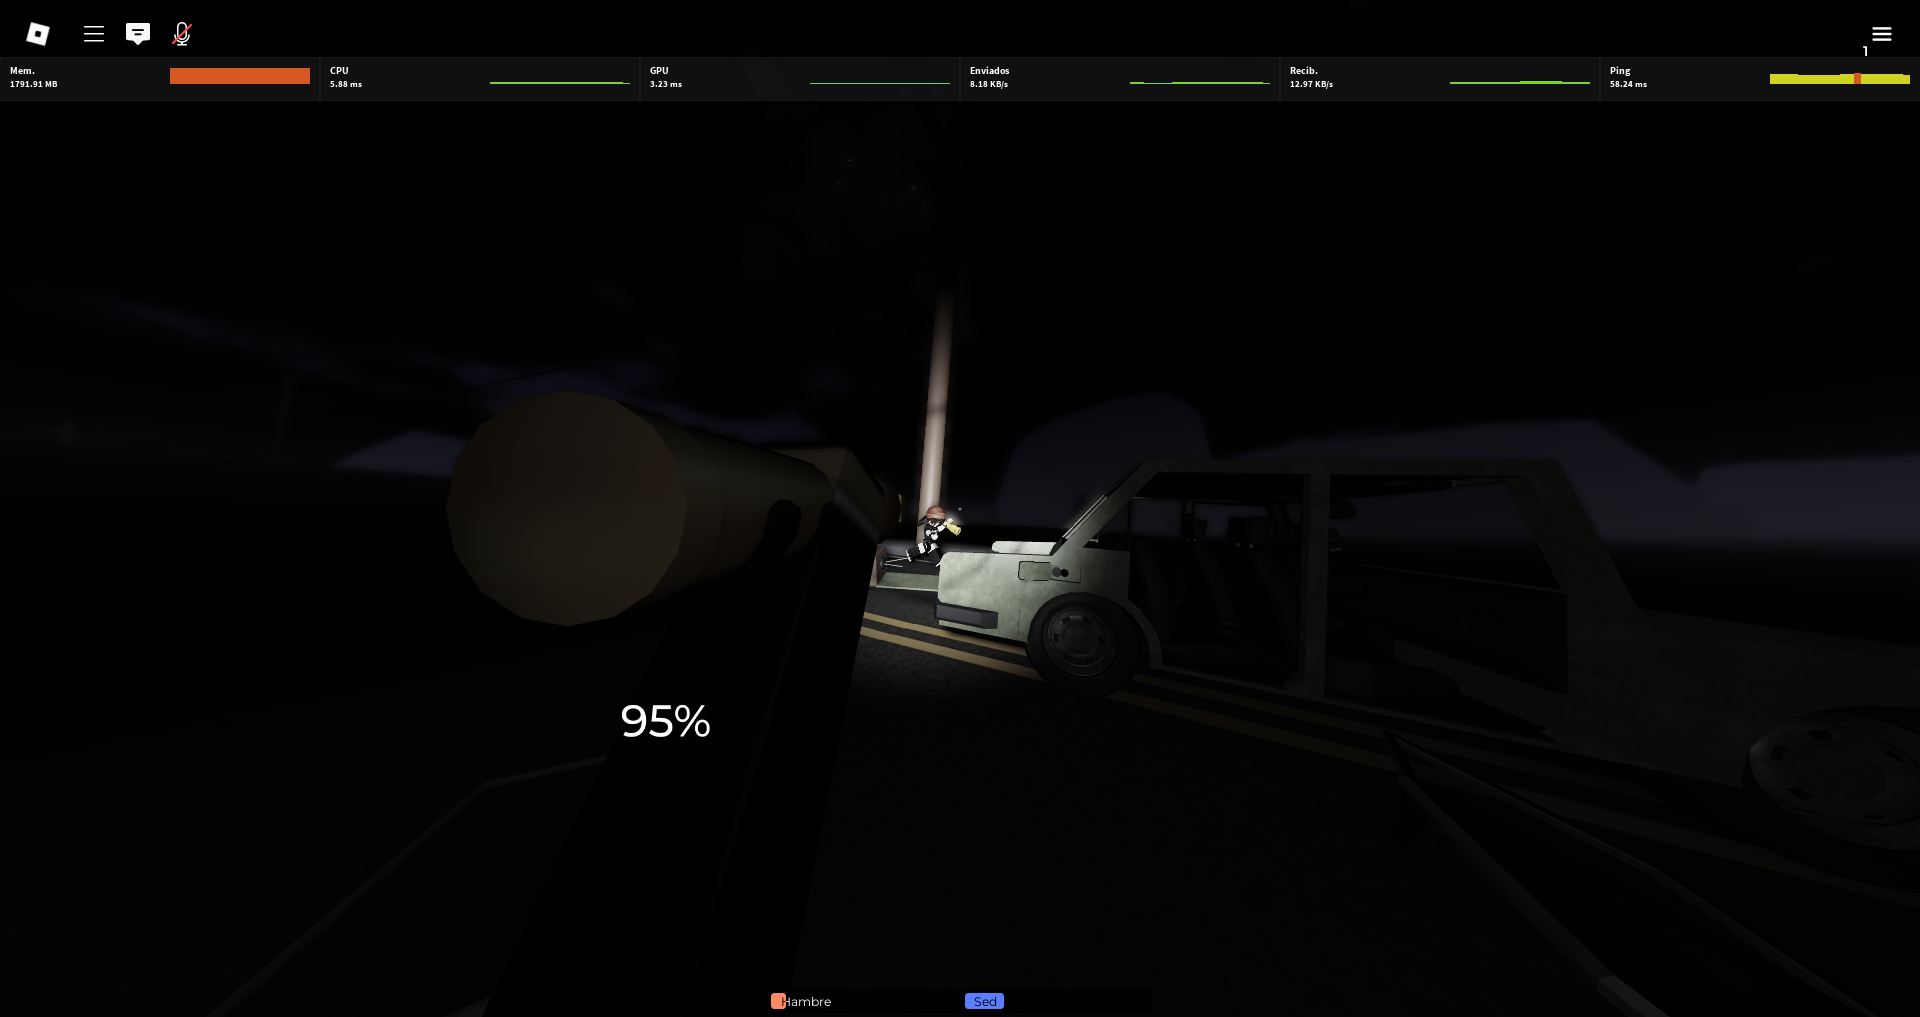 1
Mem.
1791.91 MB
CPU
5.88 ms
GPU
3.23 ms
Enviados
8.18 KB/s
Recib.
12.97 KB/s
Ping
58.24 ms
95%
Hambre
Sed